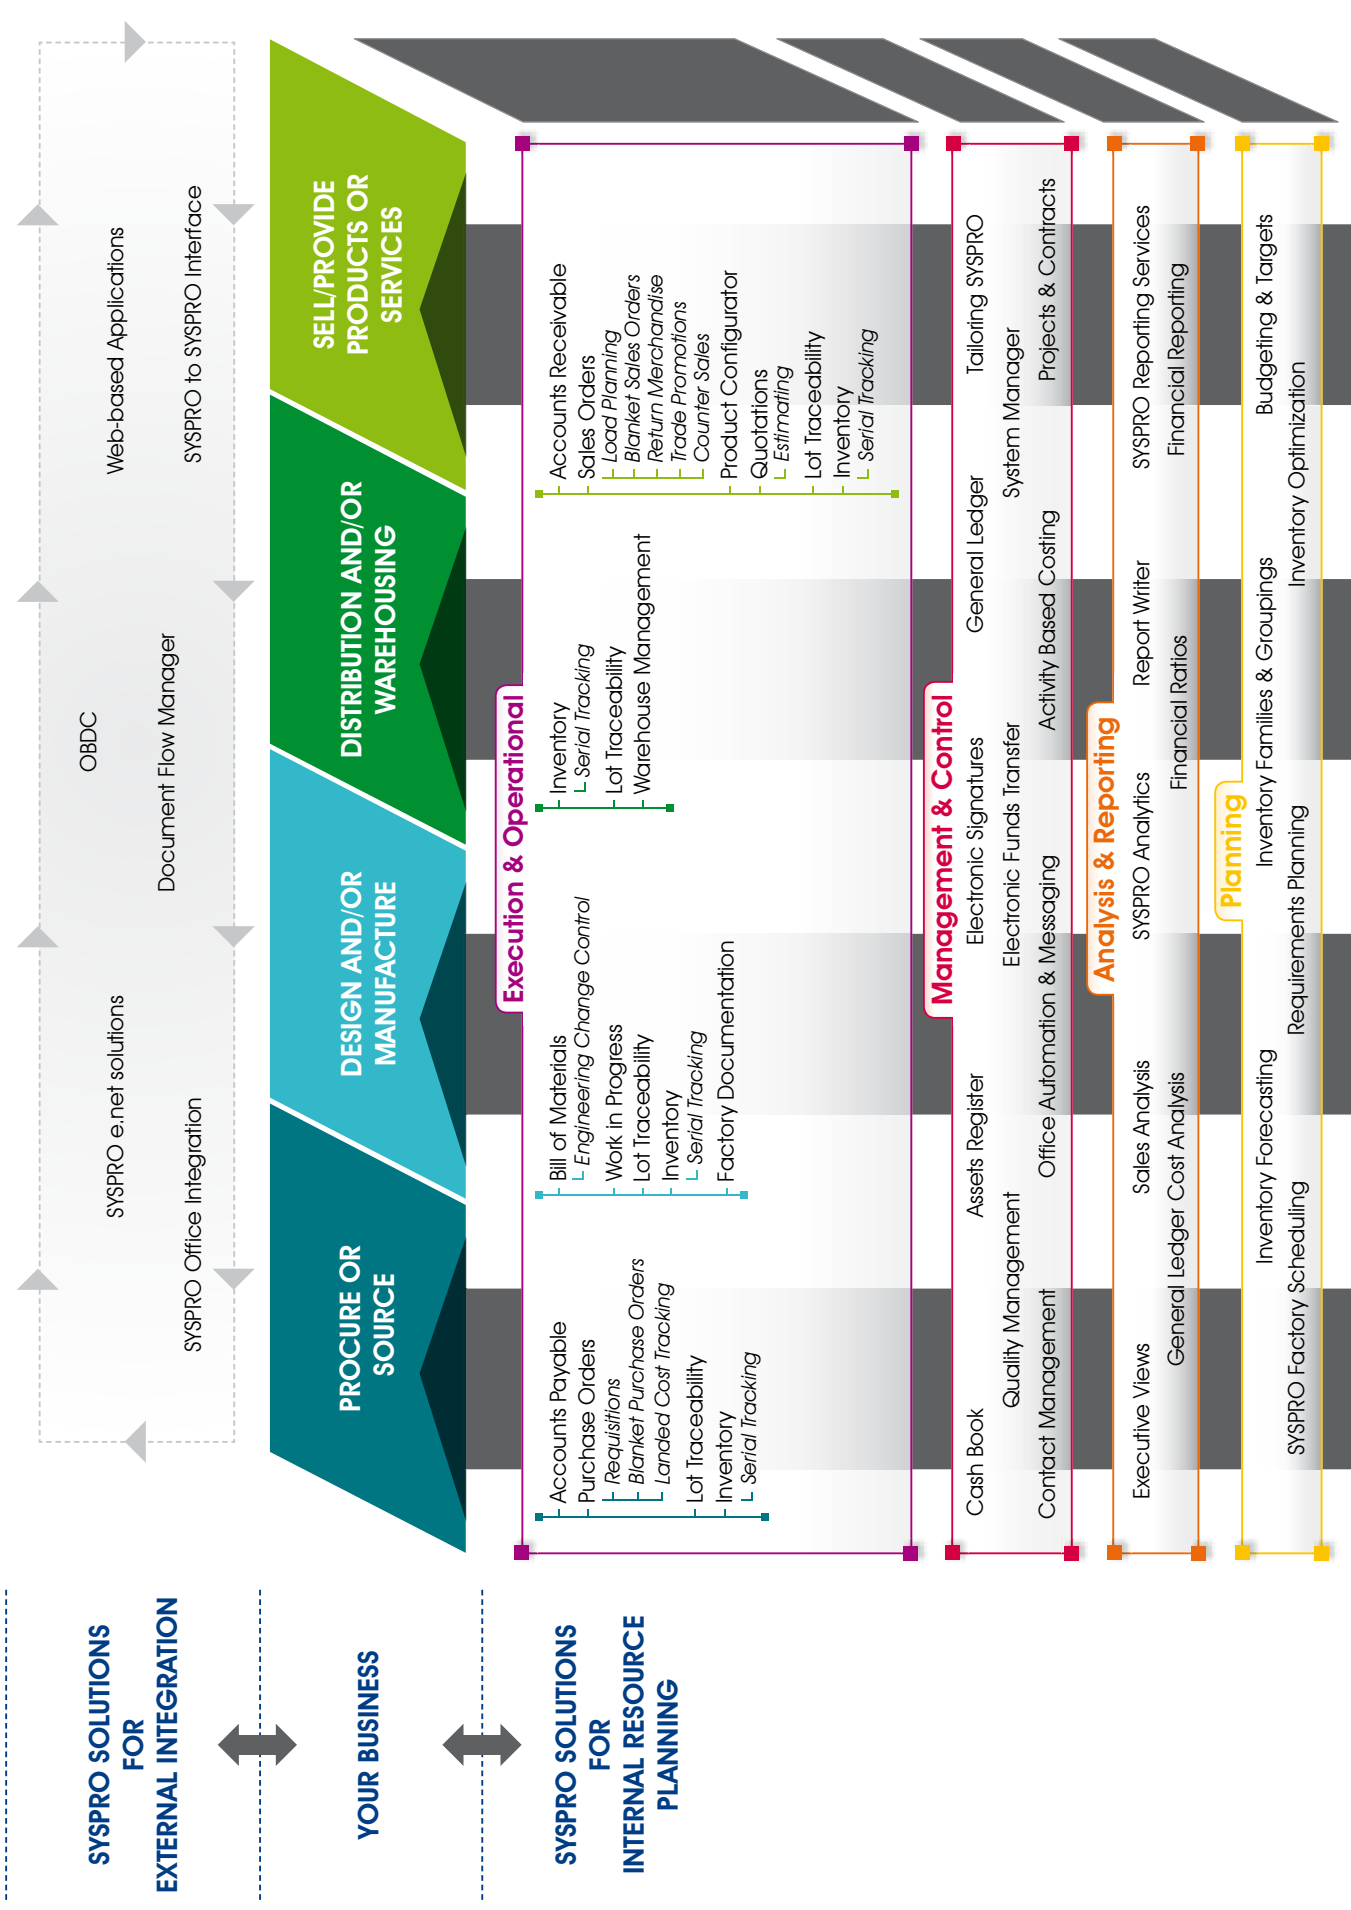 SYSPRO SOLUTIONS
FOR
EXTERNAL INTEGRATION
SYSPRO e.net solutions
SYSPRO Office Integration
OBDC
Document Flow Manager
Web-based Applications
SYSPRO to SYSPRO Interface
YOUR BUSINESS
PROCURE OR
SOURCE
DESIGN AND/OR
MANUFACTURE
DISTRIBUTION AND/OR
WAREHOUSING
SELL/PROVIDE
PRODUCTS OR
SERVICES
SYSPRO SOLUTIONS
FOR
INTERNAL RESOURCE
PLANNING
Execution & Operational
Accounts Payable
Purchase Orders
Requisitions
Blanket Purchase Orders
Landed Cost Tracking
Lot Traceability
Inventory
Serial Tracking
Bill of Materials
Engineering Change Control
Work in Progress
Lot Traceability
Inventory
Serial Tracking
Factory Documentation
Inventory
Serial Tracking
Lot Traceability
Warehouse Management
Accounts Receivable
Sales Orders
Load Planning
Blanket Sales Orders
Return Merchandise
Trade Promotions
Counter Sales
Product Configurator
Quotations
Estimating
Lot Traceability
Inventory
Serial Tracking
Management & Control
Cash Book
Assets Register
Electronic Signatures
General Ledger
Tailoring SYSPRO
Quality Management
Electronic Funds Transfer
System Manager
Contact Management
Office Automation & Messaging
Activity Based Costing
Projects & Contracts
Analysis & Reporting
Executive Views
Sales Analysis
SYSPRO Analytics
Report Writer
SYSPRO Reporting Services
General Ledger Cost Analysis
Financial Ratios
Financial Reporting
Planning
Inventory Forecasting
Inventory Families & Groupings
Budgeting & Targets
SYSPRO Factory Scheduling
Requirements Planning
Inventory Optimization